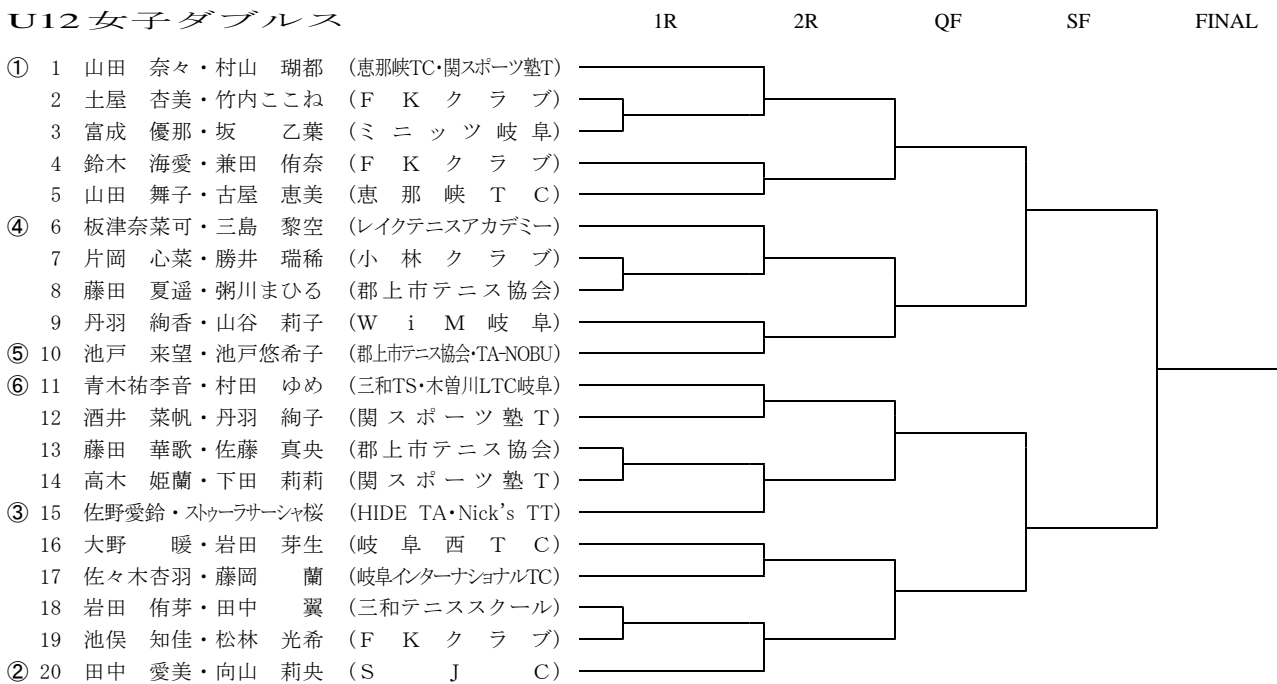 U12女子ダブルス 1R 2R QF SF FINAL
① 1 山田 奈々・村山 瑚都 (恵那峡TC・関スポーツ塾T)
2 土屋 杏美・竹内ここね (FKクラブ)
3 富成 優那・坂 乙葉 (ミニッツ岐阜)
4 鈴木 海愛・兼田 侑奈 (FKクラブ)
5 山田 舞子・古屋 恵美 (恵那峡TC)
④ 6 板津奈菜可・三島 黎空 (レイクテニスアカデミー)
7 片岡 心菜・勝井 瑞稀 (小林クラブ)
8 藤田 夏遥・粥川まひる (郡上市テニス協会)
9 丹羽 絢香・山谷 莉子 (WiM岐阜)
⑤ 10 池戸 来望・池戸悠希子 (郡上市テニス協会・TA-NOBU)
⑥ 11 青木祐李音・村田 ゆめ (三和TS・木曽川LTC岐阜)
12 酒井 菜帆・丹羽 絢子 (関スポーツ塾T)
13 藤田 華歌・佐藤 真央 (郡上市テニス協会)
14 高木 姫蘭・下田 莉莉 (関スポーツ塾T)
③ 15 佐野愛鈴・ストゥーラサーシャ桜 (HIDE TA・Nick's TT)
16 大野 暖・岩田 芽生 (岐阜西TC)
17 佐々木杏羽・藤岡 蘭 (岐阜インターナショナルTC)
18 岩田 侑芽・田中 翼 (三和テニススクール)
19 池俣 知佳・松林 光希 (FKクラブ)
② 20 田中 愛美・向山 莉央 (SJC)